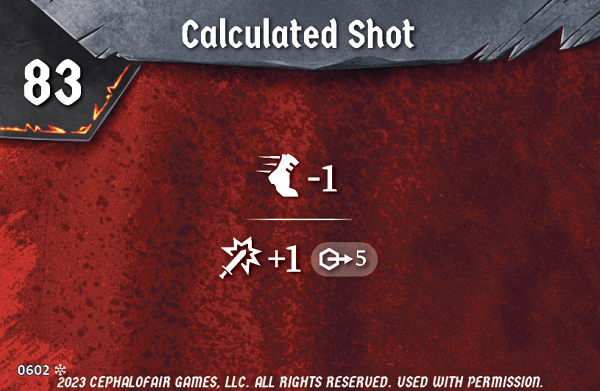 Calculated Shot
83
-1
+1 5
0602
2023 CEPHALOFAIR GAMES, LLC. ALL RIGHTS RESERVED. USED WITH PERMISSION.